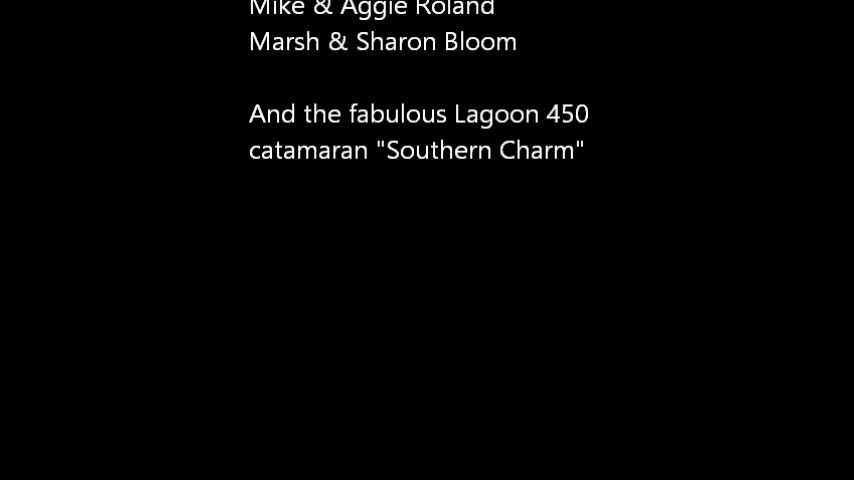 Mike & Aggie Roland
Marsh & Sharon Bloom
And the fabulous Lagoon 450
catamaran "Southern Charm"